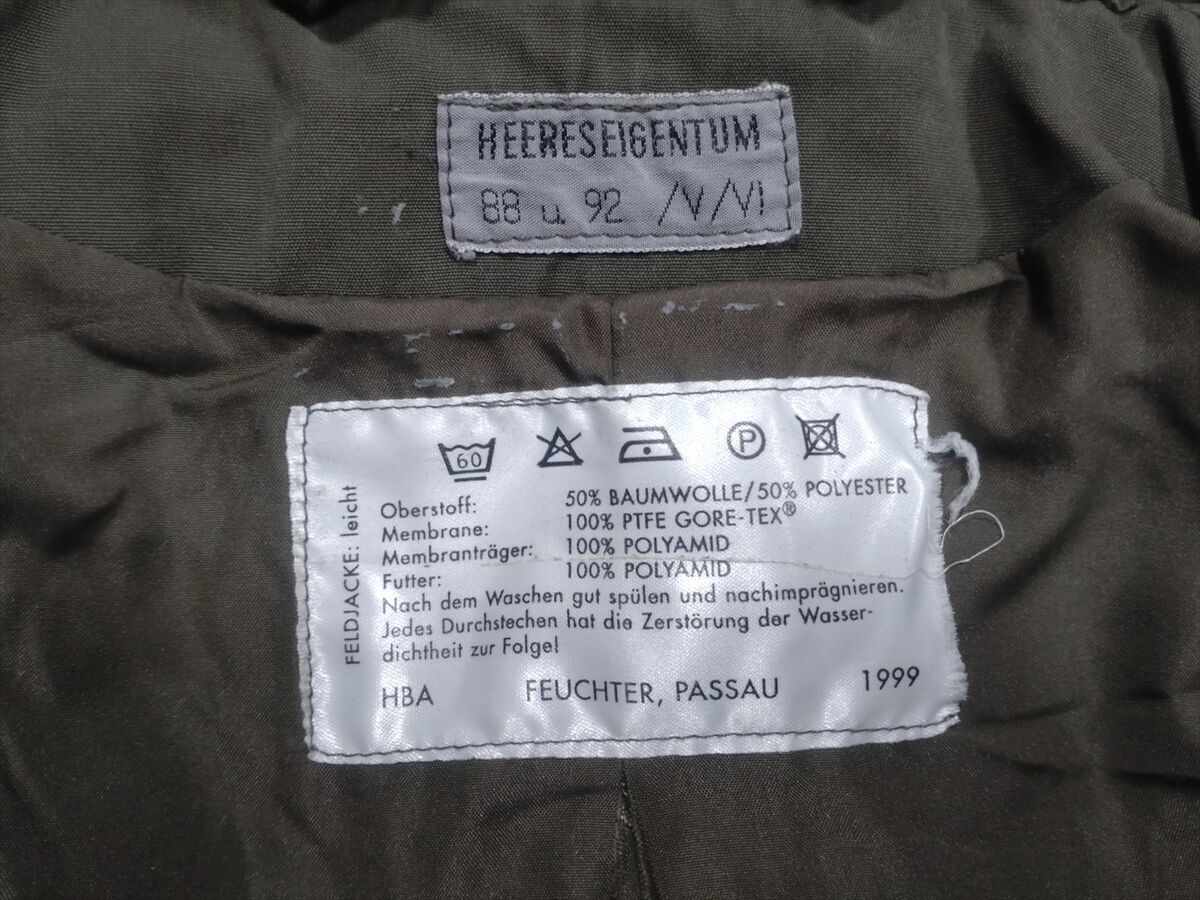 HEERESEIGENTUM
88 u. 92 /V/VI
60
P
FELDJACKE: leicht
Oberstoff: 50% BAUMWOLLE/50% POLYESTER
Membrane: 100% PTFE GORE-TEX®
Membranträger: 100% POLYAMID
Futter: 100% POLYAMID
Nach dem Waschen gut spülen und nachimprägnieren.
Jedes Durchstechen hat die Zerstörung der Wasser-
dichtheit zur Folge!
HBA FEUCHTER, PASSAU 1999